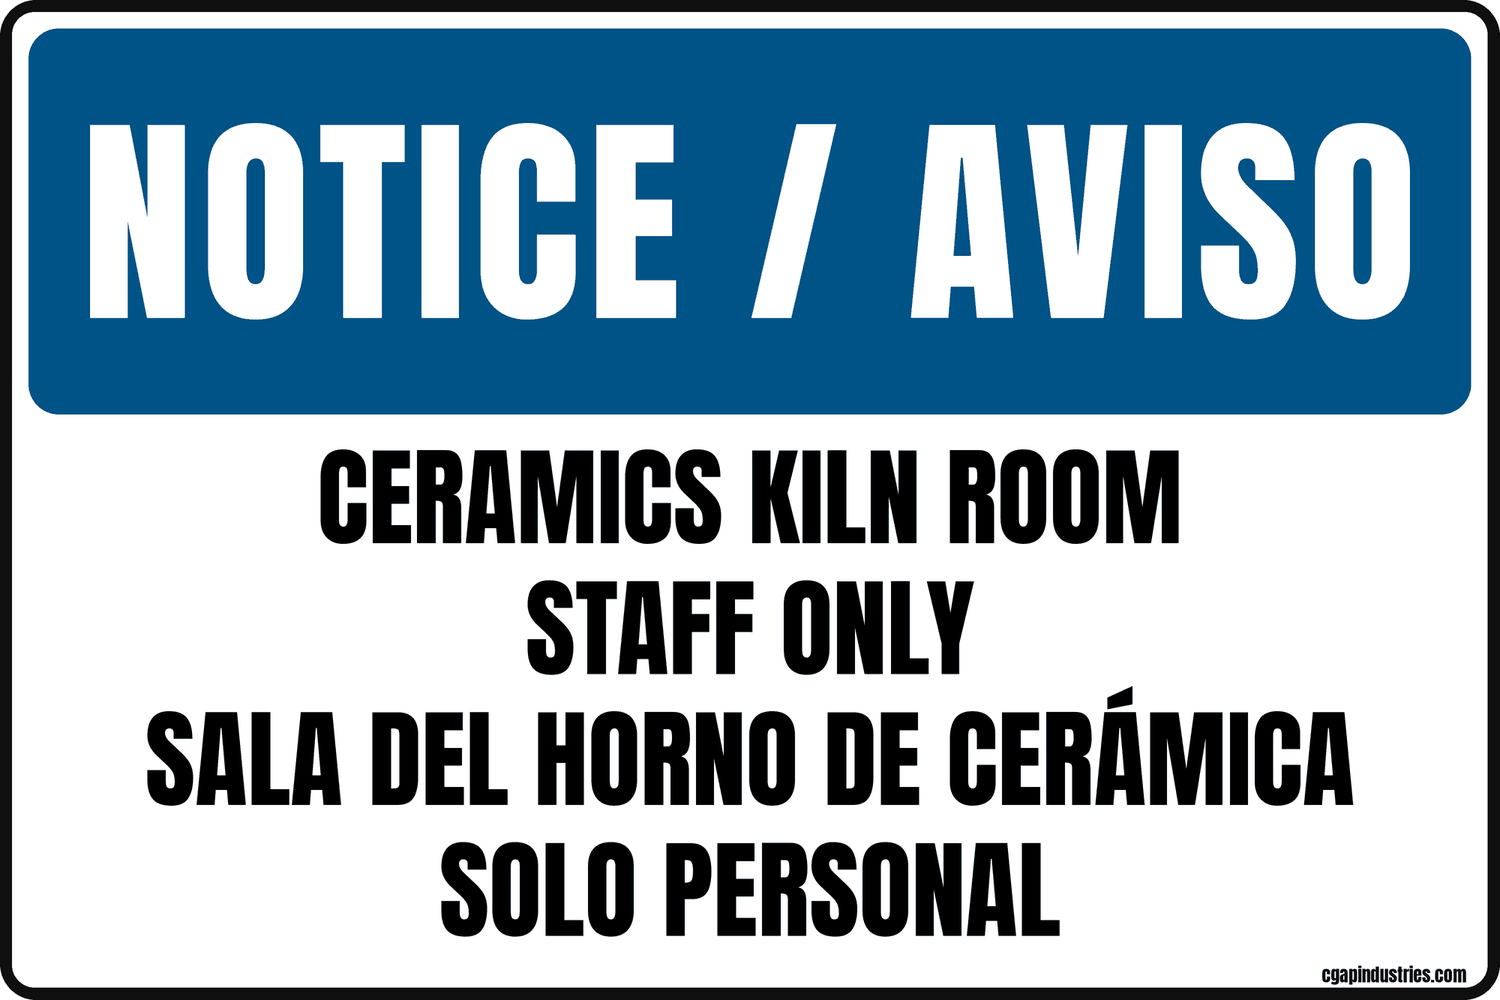 NOTICE / AVISO
CERAMICS KILN ROOM
STAFF ONLY
SALA DEL HORNO DE CERÁMICA
SOLO PERSONAL
cgapindustries.com